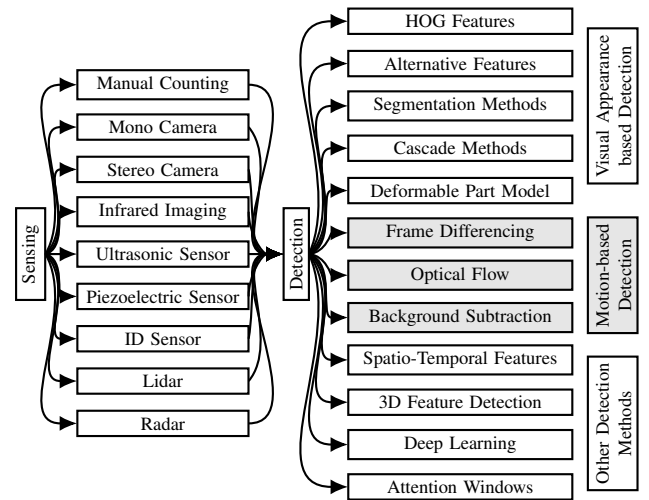 Sensing
Manual Counting
Mono Camera
Stereo Camera
Infrared Imaging
Ultrasonic Sensor
Piezoelectric Sensor
ID Sensor
Lidar
Radar
Detection
HOG Features
Alternative Features
Segmentation Methods
Cascade Methods
Deformable Part Model
Frame Differencing
Optical Flow
Background Subtraction
Spatio-Temporal Features
3D Feature Detection
Deep Learning
Attention Windows
Visual Appearance
based Detection
Motion-based
Detection
Other Detection
Methods